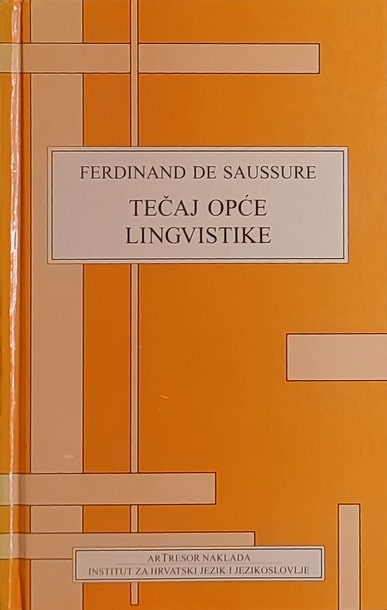 FERDINAND DE SAUSSURE
TEČAJ OPĆE
LINGVISTIKE
ARTRESOR NAKLADA
INSTITUT ZA HRVATSKI JEZIK I JEZIKOSLOVLJE